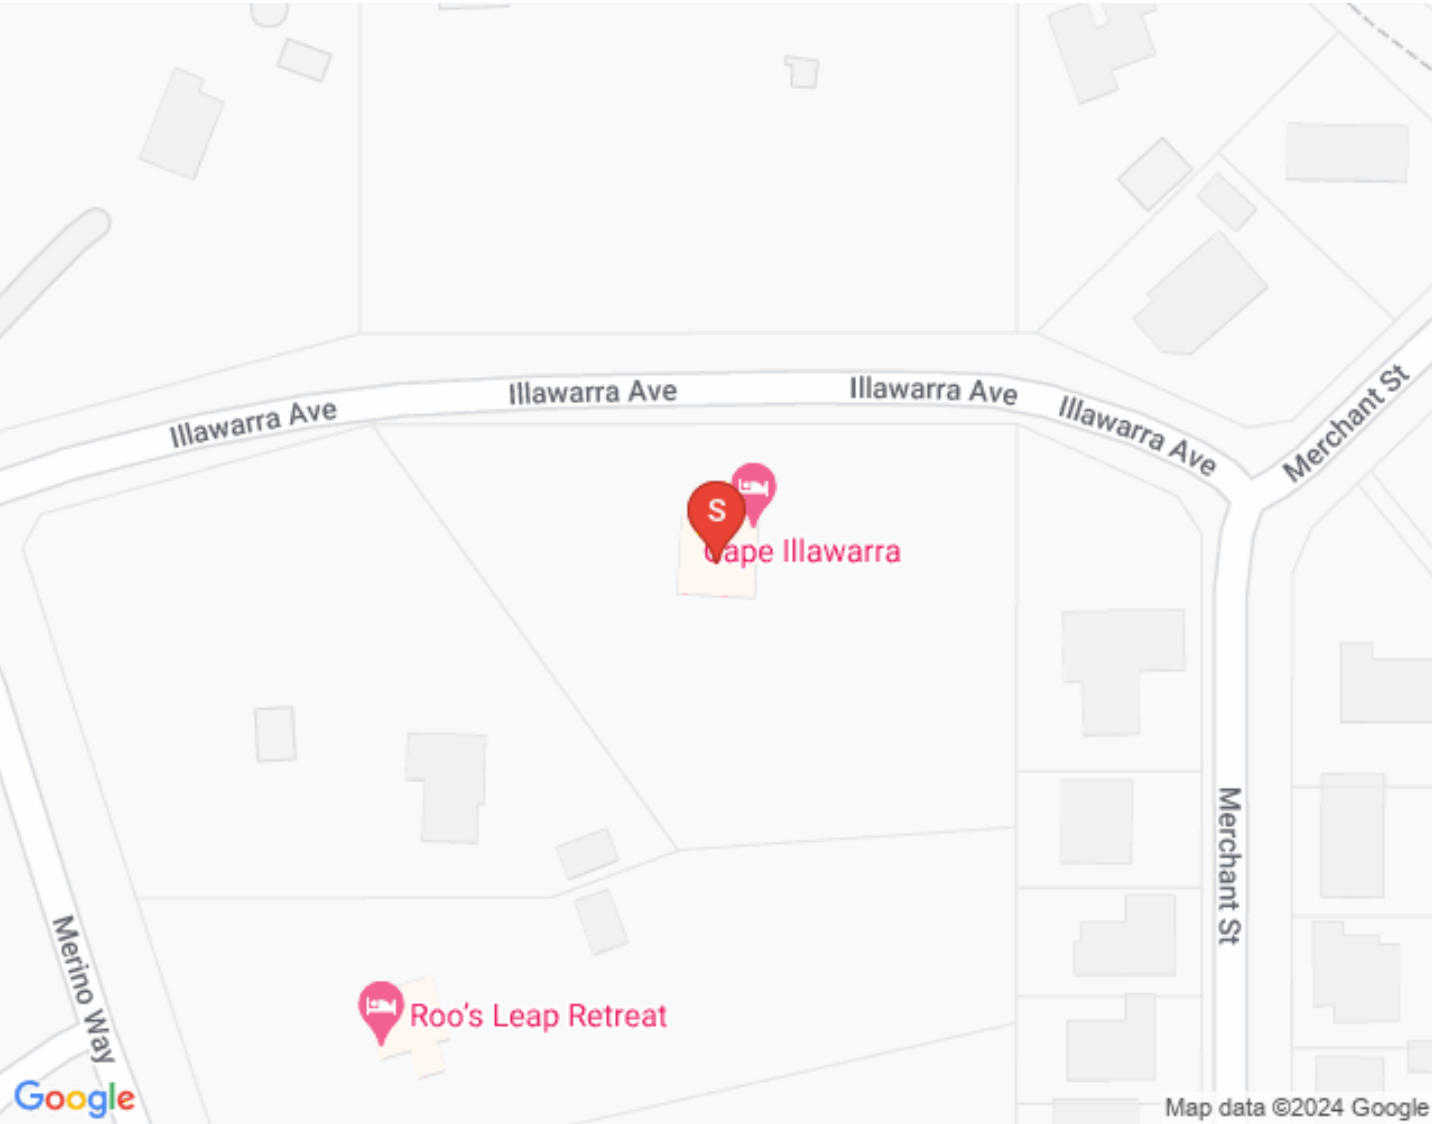 Illawarra Ave
Illawarra Ave
Illawarra Ave
Illawarra Ave
Merchant St
S
Cape Illawarra
Merchant St
Merino Way
Roo's Leap Retreat
Google
Map data ©2024 Google